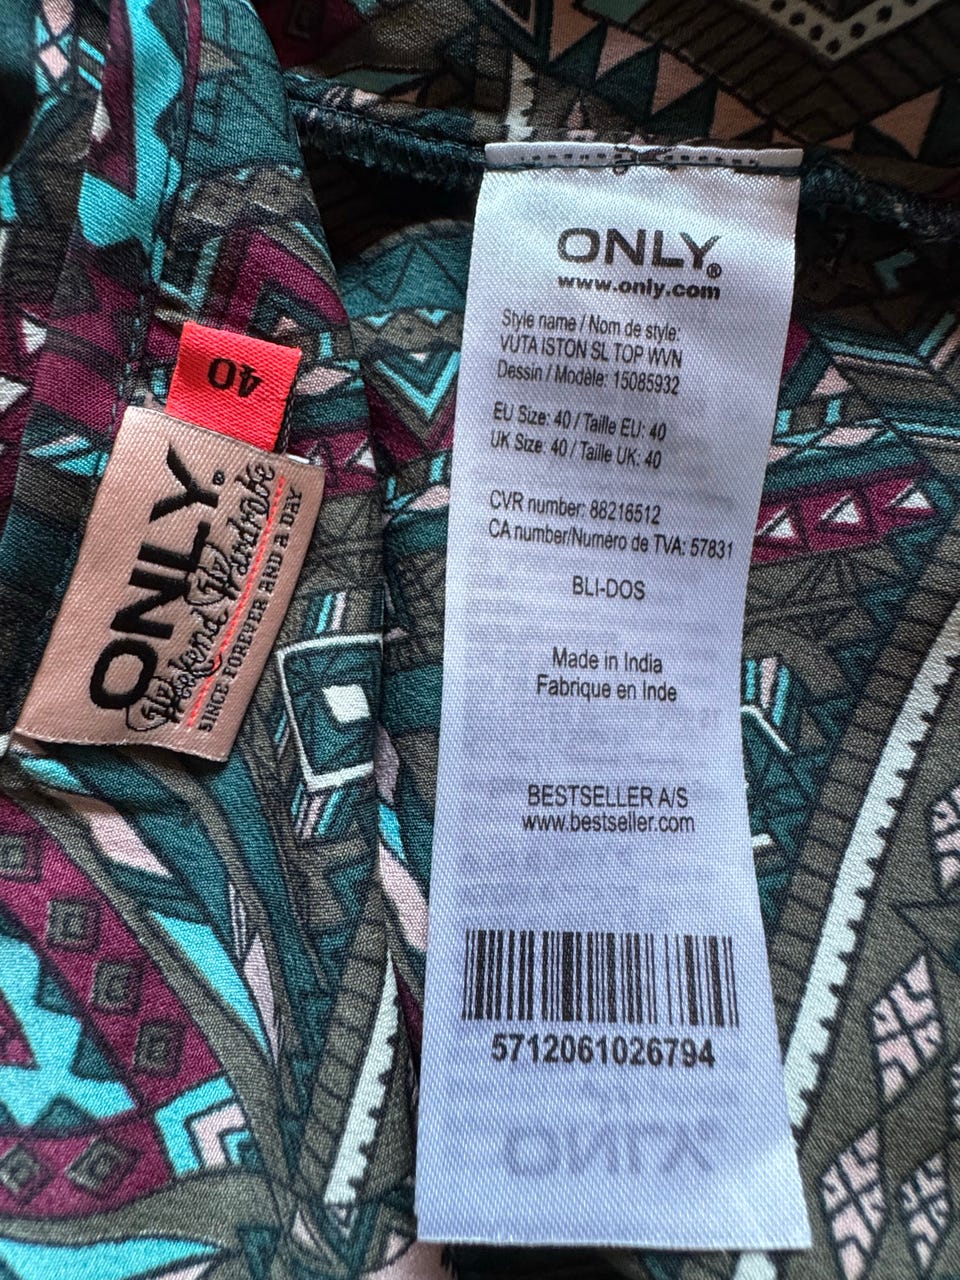 40
ONLY®
Weekend Wardrobe
SINCE FOREVER AND A DAY
ONLY®
www.only.com
Style name / Nom de style:
VUTA ISTON SL TOP WVN
Dessin / Modèle: 15085932
EU Size: 40 / Taille EU: 40
UK Size: 40 / Taille UK: 40
CVR number: 88216512
CA number/Numéro de TVA: 57831
BLI-DOS
Made in India
Fabrique en Inde
BESTSELLER A/S
www.bestseller.com
5712061026794
ONLY